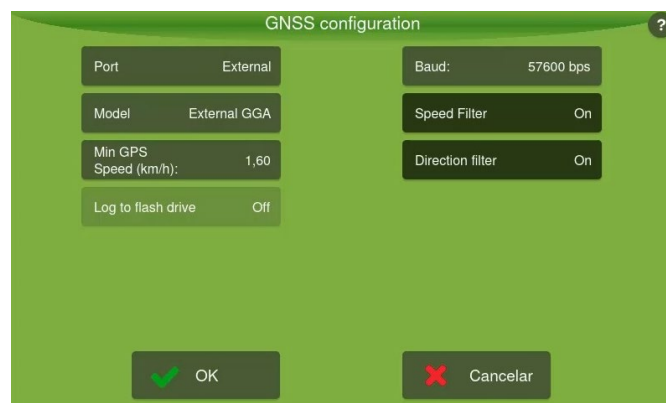 GNSS configuration
?
Port External
Baud: 57600 bps
Model External GGA
Speed Filter On
Min GPS
Speed (km/h): 1,60
Direction filter On
Log to flash drive Off
OK
Cancelar